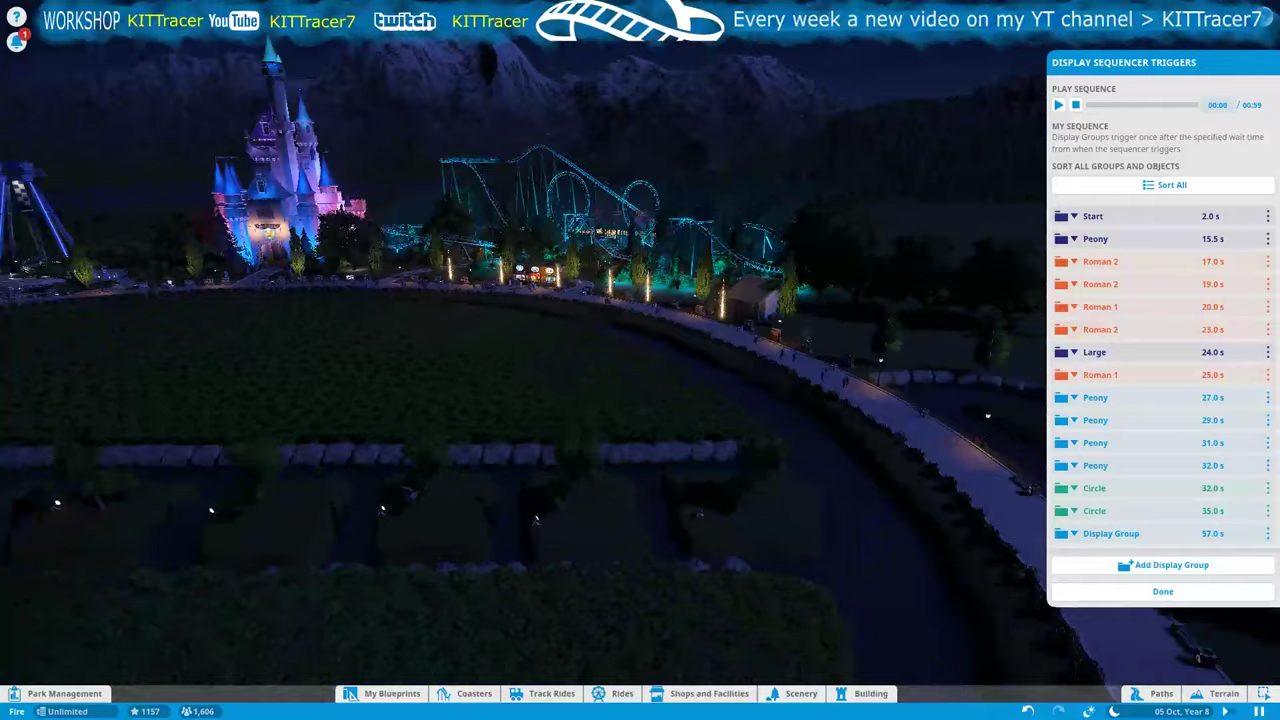 WORKSHOP KITTracer YouTube KITTracer7 twitch KITTracer Every week a new video on my YT channel > KITTracer7
?
1
DISPLAY SEQUENCER TRIGGERS
PLAY SEQUENCE
00:00 / 00:59
MY SEQUENCE
Display Groups trigger once after the specified wait time
from when the sequencer triggers.
SORT ALL GROUPS AND OBJECTS
Sort All
Start 2.0 s
Peony 15.5 s
Roman 2 17.0 s
Roman 2 19.0 s
Roman 1 20.0 s
Roman 2 23.0 s
Large 24.0 s
Roman 1 25.0 s
Peony 27.0 s
Peony 29.0 s
Peony 31.0 s
Peony 32.0 s
Circle 32.0 s
Circle 35.0 s
Display Group 57.0 s
Add Display Group
Done
Park Management My Blueprints Coasters Track Rides Rides Shops and Facilities Scenery Building Paths Terrain
Fire Unlimited 1157 1,606 05 Oct, Year 8